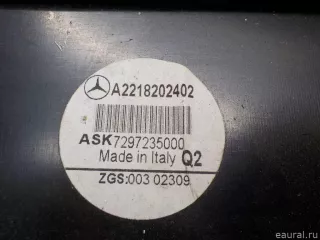 A2218202402
ASK7297235000
Made in Italy Q2
ZGS:003 02309
eaural.ru